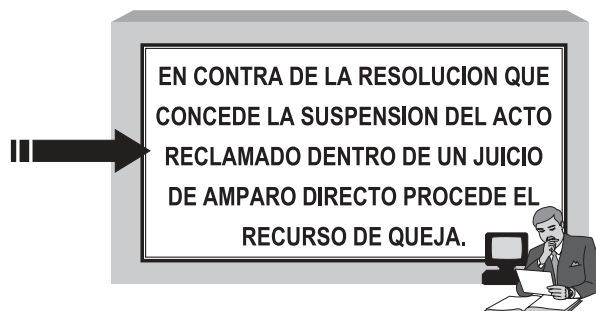 EN CONTRA DE LA RESOLUCION QUE
CONCEDE LA SUSPENSION DEL ACTO
RECLAMADO DENTRO DE UN JUICIO
DE AMPARO DIRECTO PROCEDE EL
RECURSO DE QUEJA.